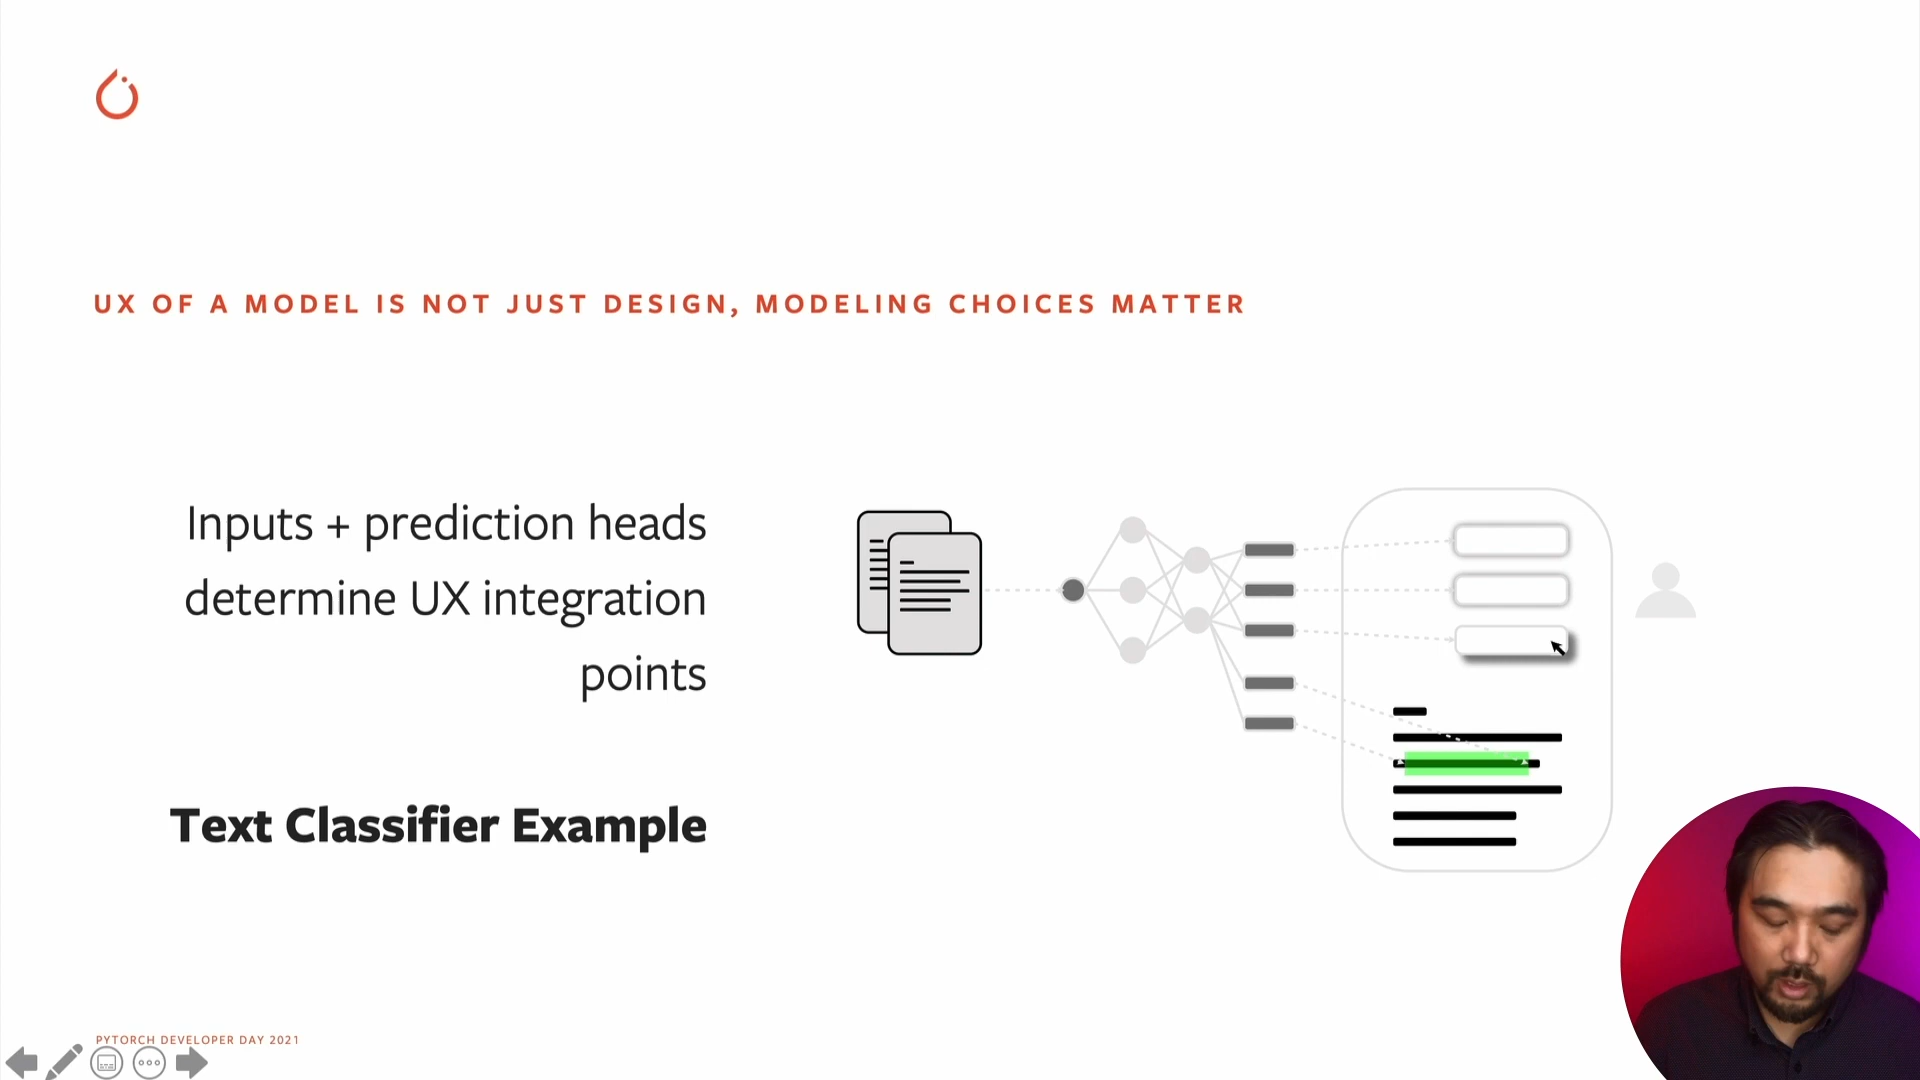 UX OF A MODEL IS NOT JUST DESIGN, MODELING CHOICES MATTER
Inputs + prediction heads
determine UX integration
points
Text Classifier Example
PYTORCH DEVELOPER DAY 2021